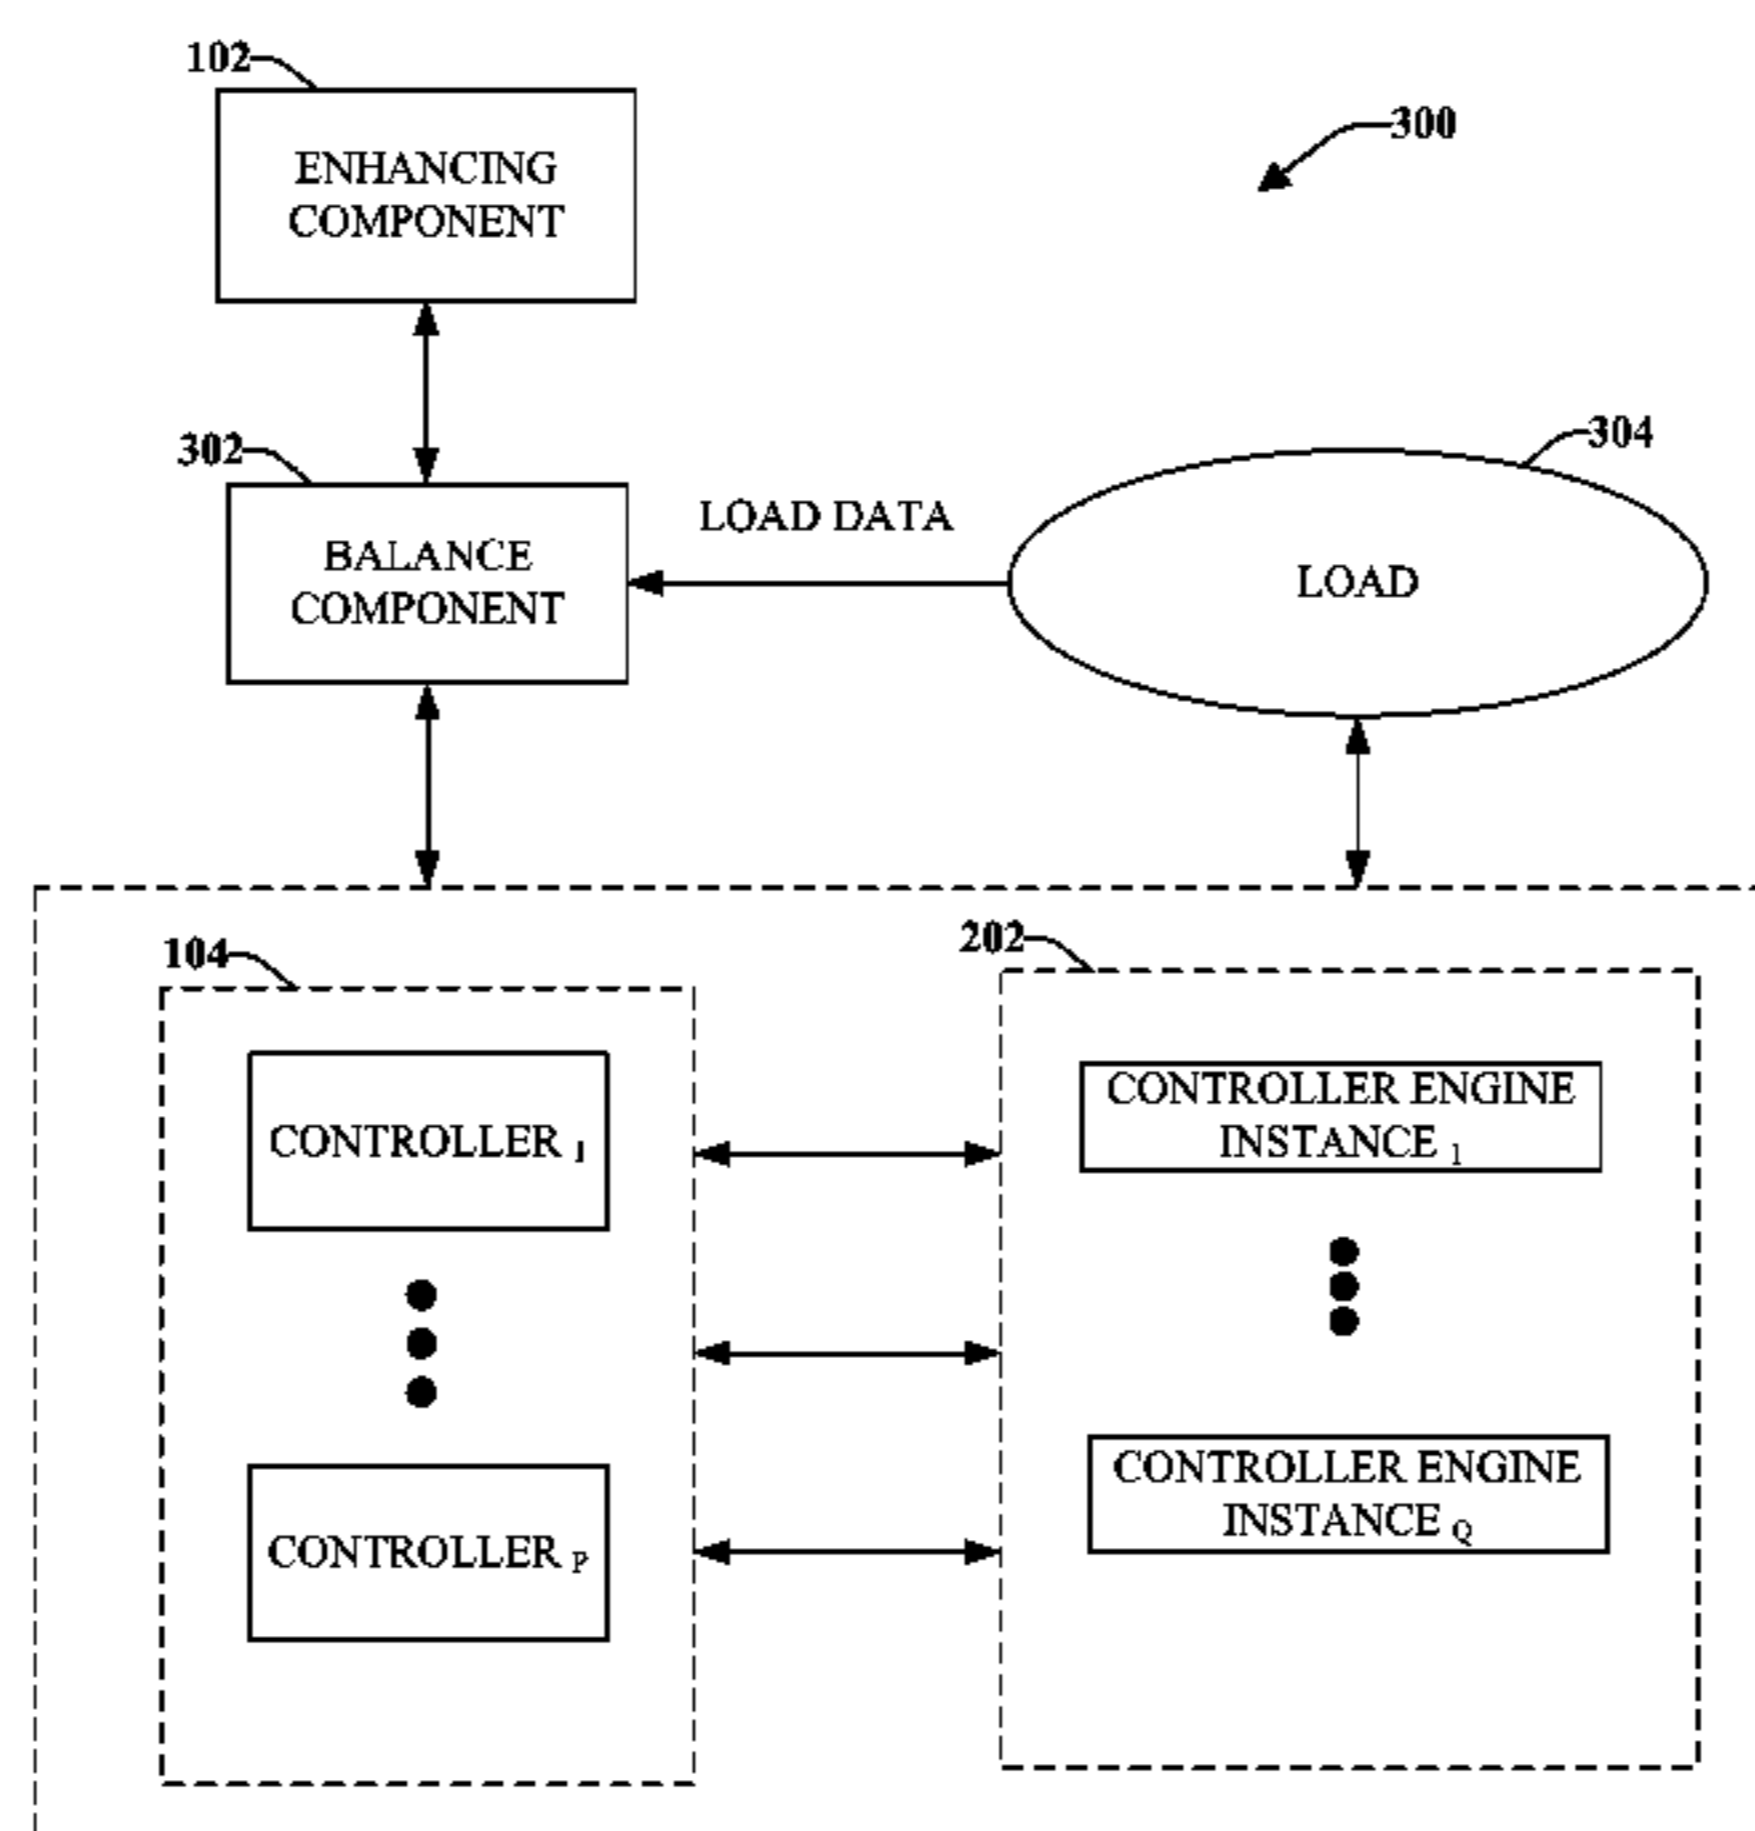 102
300
ENHANCING
COMPONENT
302
304
LOAD DATA
BALANCE
COMPONENT
LOAD
104
202
CONTROLLER 1
CONTROLLER ENGINE
INSTANCE 1
CONTROLLER P
CONTROLLER ENGINE
INSTANCE Q